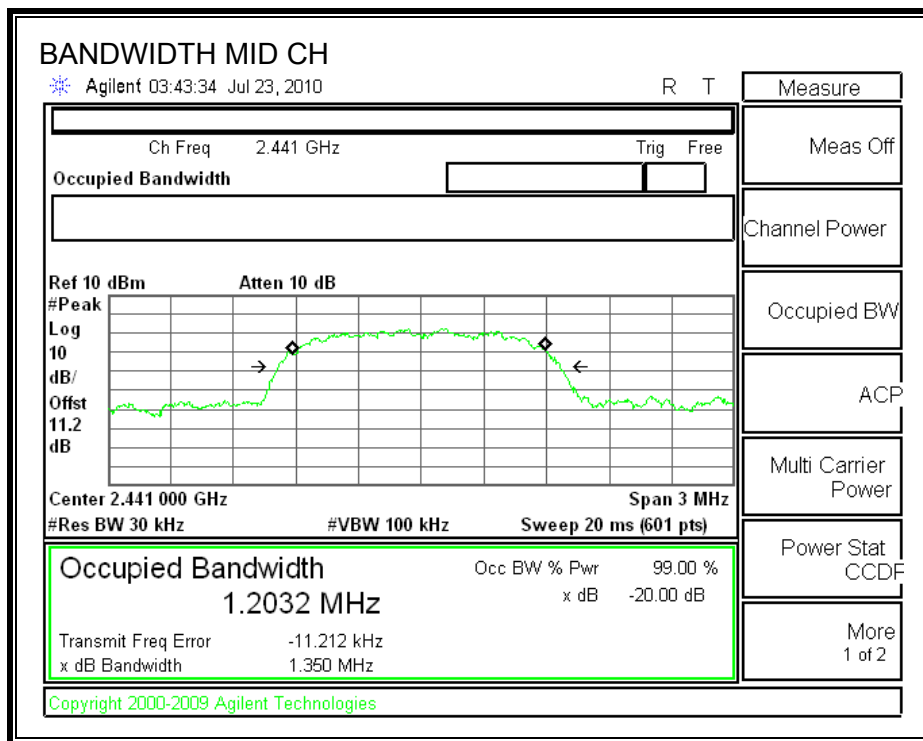 BANDWIDTH MID CH
Agilent 03:43:34 Jul 23, 2010 R T
Measure
Ch Freq 2.441 GHz Trig Free
Meas Off
Occupied Bandwidth
Channel Power
Ref 10 dBm Atten 10 dB
#Peak
Log
10
dB/
Offst
11.2
dB
Occupied BW
ACP
Multi Carrier
Power
Center 2.441 000 GHz Span 3 MHz
#Res BW 30 kHz #VBW 100 kHz Sweep 20 ms (601 pts)
Power Stat
CCDF
Occupied Bandwidth Occ BW % Pwr 99.00 %
1.2032 MHz x dB -20.00 dB
Transmit Freq Error -11.212 kHz
x dB Bandwidth 1.350 MHz
More
1 of 2
Copyright 2000-2009 Agilent Technologies